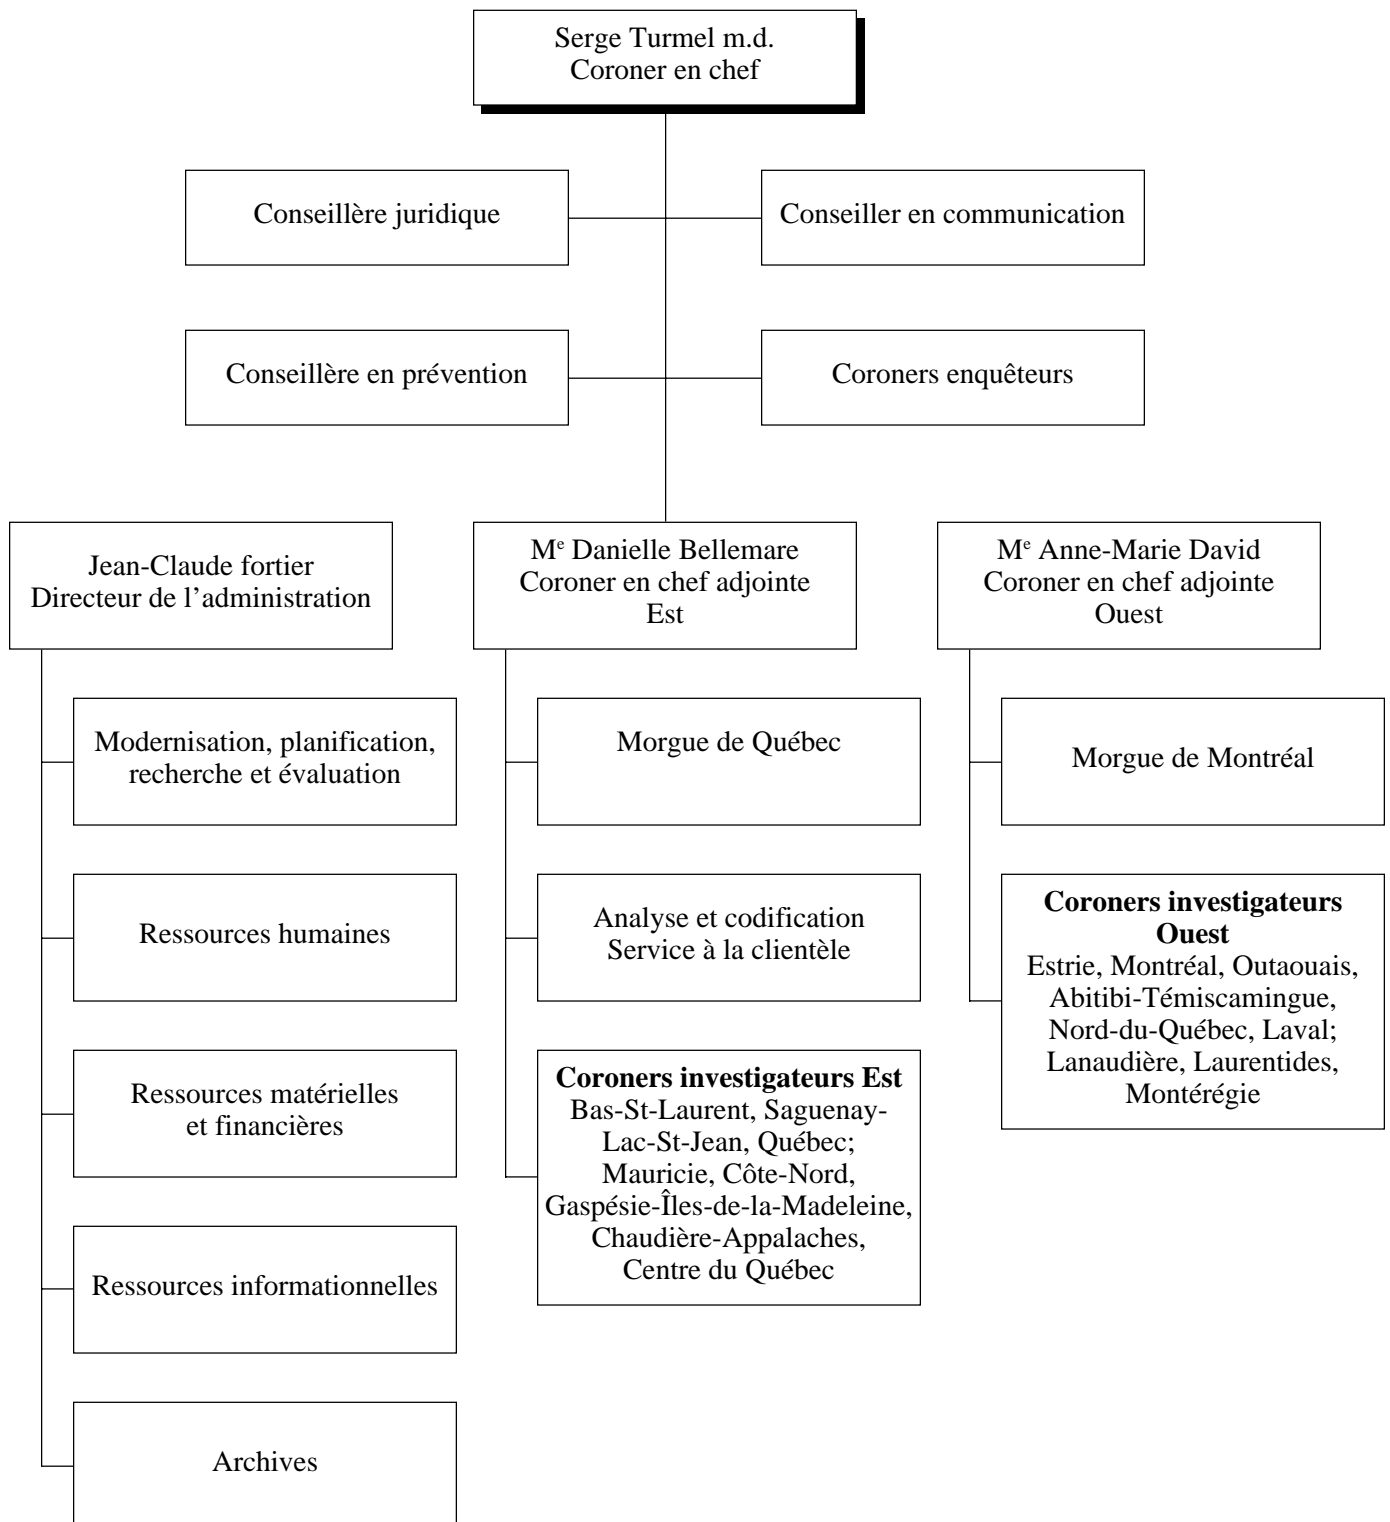 Serge Turmel m.d.
Coroner en chef
Conseillère juridique
Conseiller en communication
Conseillère en prévention
Coroners enquêteurs
Jean-Claude fortier
Directeur de l’administration
Mᵉ Danielle Bellemare
Coroner en chef adjointe
Est
Mᵉ Anne-Marie David
Coroner en chef adjointe
Ouest
Modernisation, planification,
recherche et évaluation
Ressources humaines
Ressources matérielles
et financières
Ressources informationnelles
Archives
Morgue de Québec
Analyse et codification
Service à la clientèle
Coroners investigateurs Est
Bas-St-Laurent, Saguenay-
Lac-St-Jean, Québec;
Mauricie, Côte-Nord,
Gaspésie-Îles-de-la-Madeleine,
Chaudière-Appalaches,
Centre du Québec
Morgue de Montréal
Coroners investigateurs
Ouest
Estrie, Montréal, Outaouais,
Abitibi-Témiscamingue,
Nord-du-Québec, Laval;
Lanaudière, Laurentides,
Montérégie